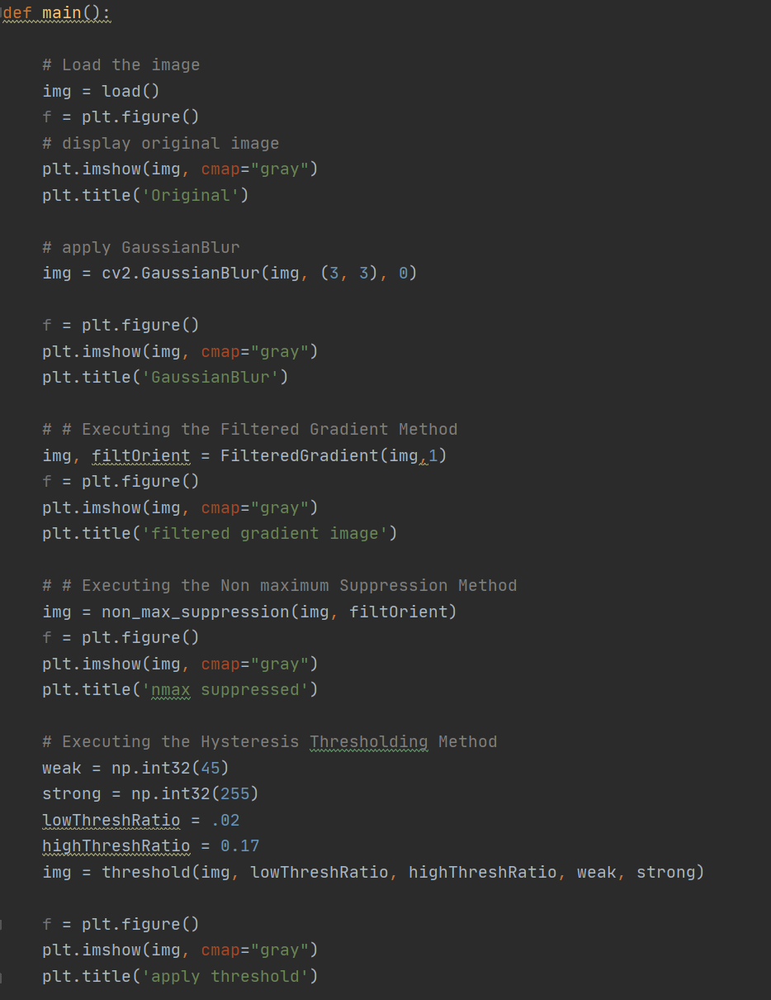 def main():
# Load the image
img = load()
f = plt.figure()
# display original image
plt.imshow(img, cmap="gray")
plt.title('Original')
# apply GaussianBlur
img = cv2.GaussianBlur(img, (3, 3), 0)
f = plt.figure()
plt.imshow(img, cmap="gray")
plt.title('GaussianBlur')
# # Executing the Filtered Gradient Method
img, filtOrient = FilteredGradient(img,1)
f = plt.figure()
plt.imshow(img, cmap="gray")
plt.title('filtered gradient image')
# # Executing the Non maximum Suppression Method
img = non_max_suppression(img, filtOrient)
f = plt.figure()
plt.imshow(img, cmap="gray")
plt.title('nmax suppressed')
# Executing the Hysteresis Thresholding Method
weak = np.int32(45)
strong = np.int32(255)
lowThreshRatio = .02
highThreshRatio = 0.17
img = threshold(img, lowThreshRatio, highThreshRatio, weak, strong)
f = plt.figure()
plt.imshow(img, cmap="gray")
plt.title('apply threshold')